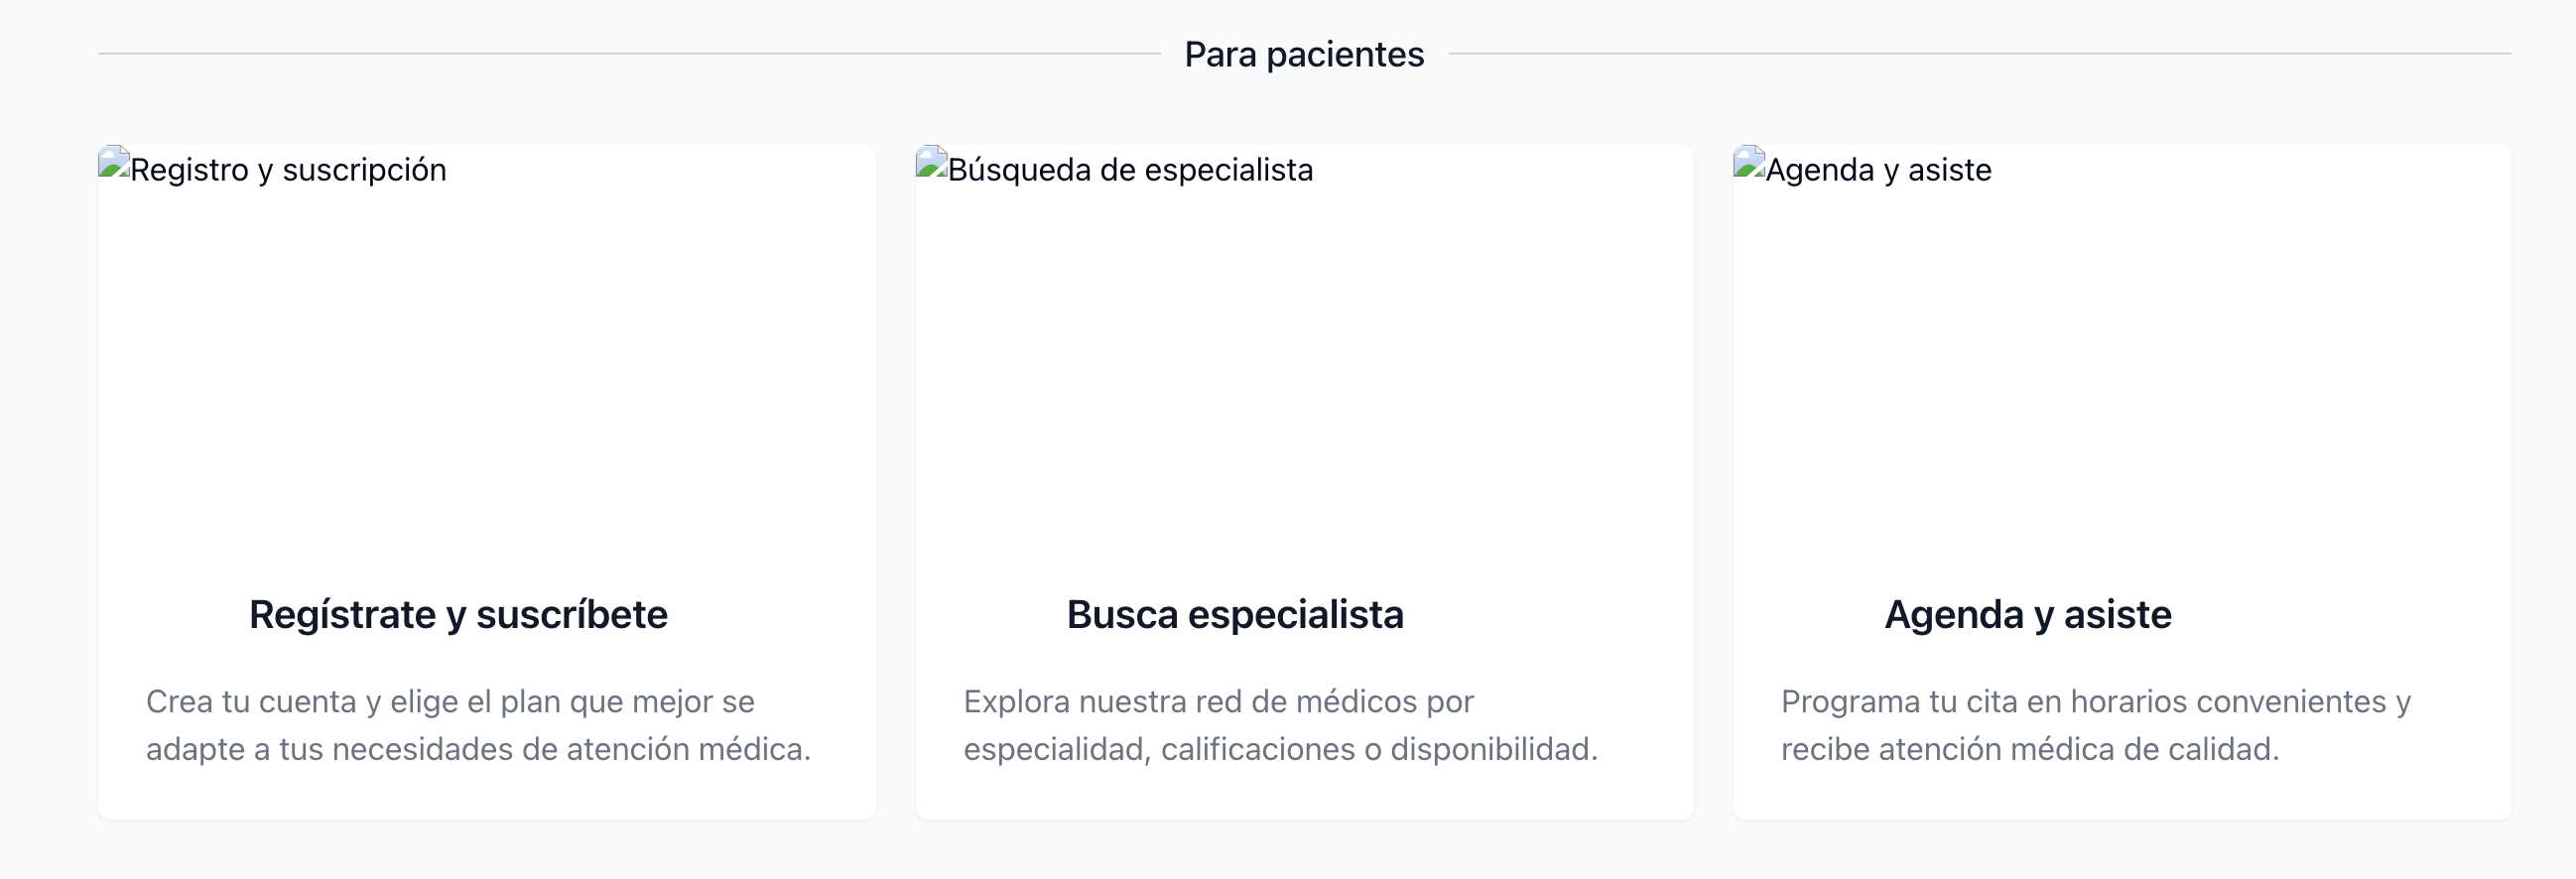 Para pacientes
Registro y suscripción
Búsqueda de especialista
Agenda y asiste
Regístrate y suscríbete
Crea tu cuenta y elige el plan que mejor se
adapte a tus necesidades de atención médica.
Busca especialista
Explora nuestra red de médicos por
especialidad, calificaciones o disponibilidad.
Agenda y asiste
Programa tu cita en horarios convenientes y
recibe atención médica de calidad.